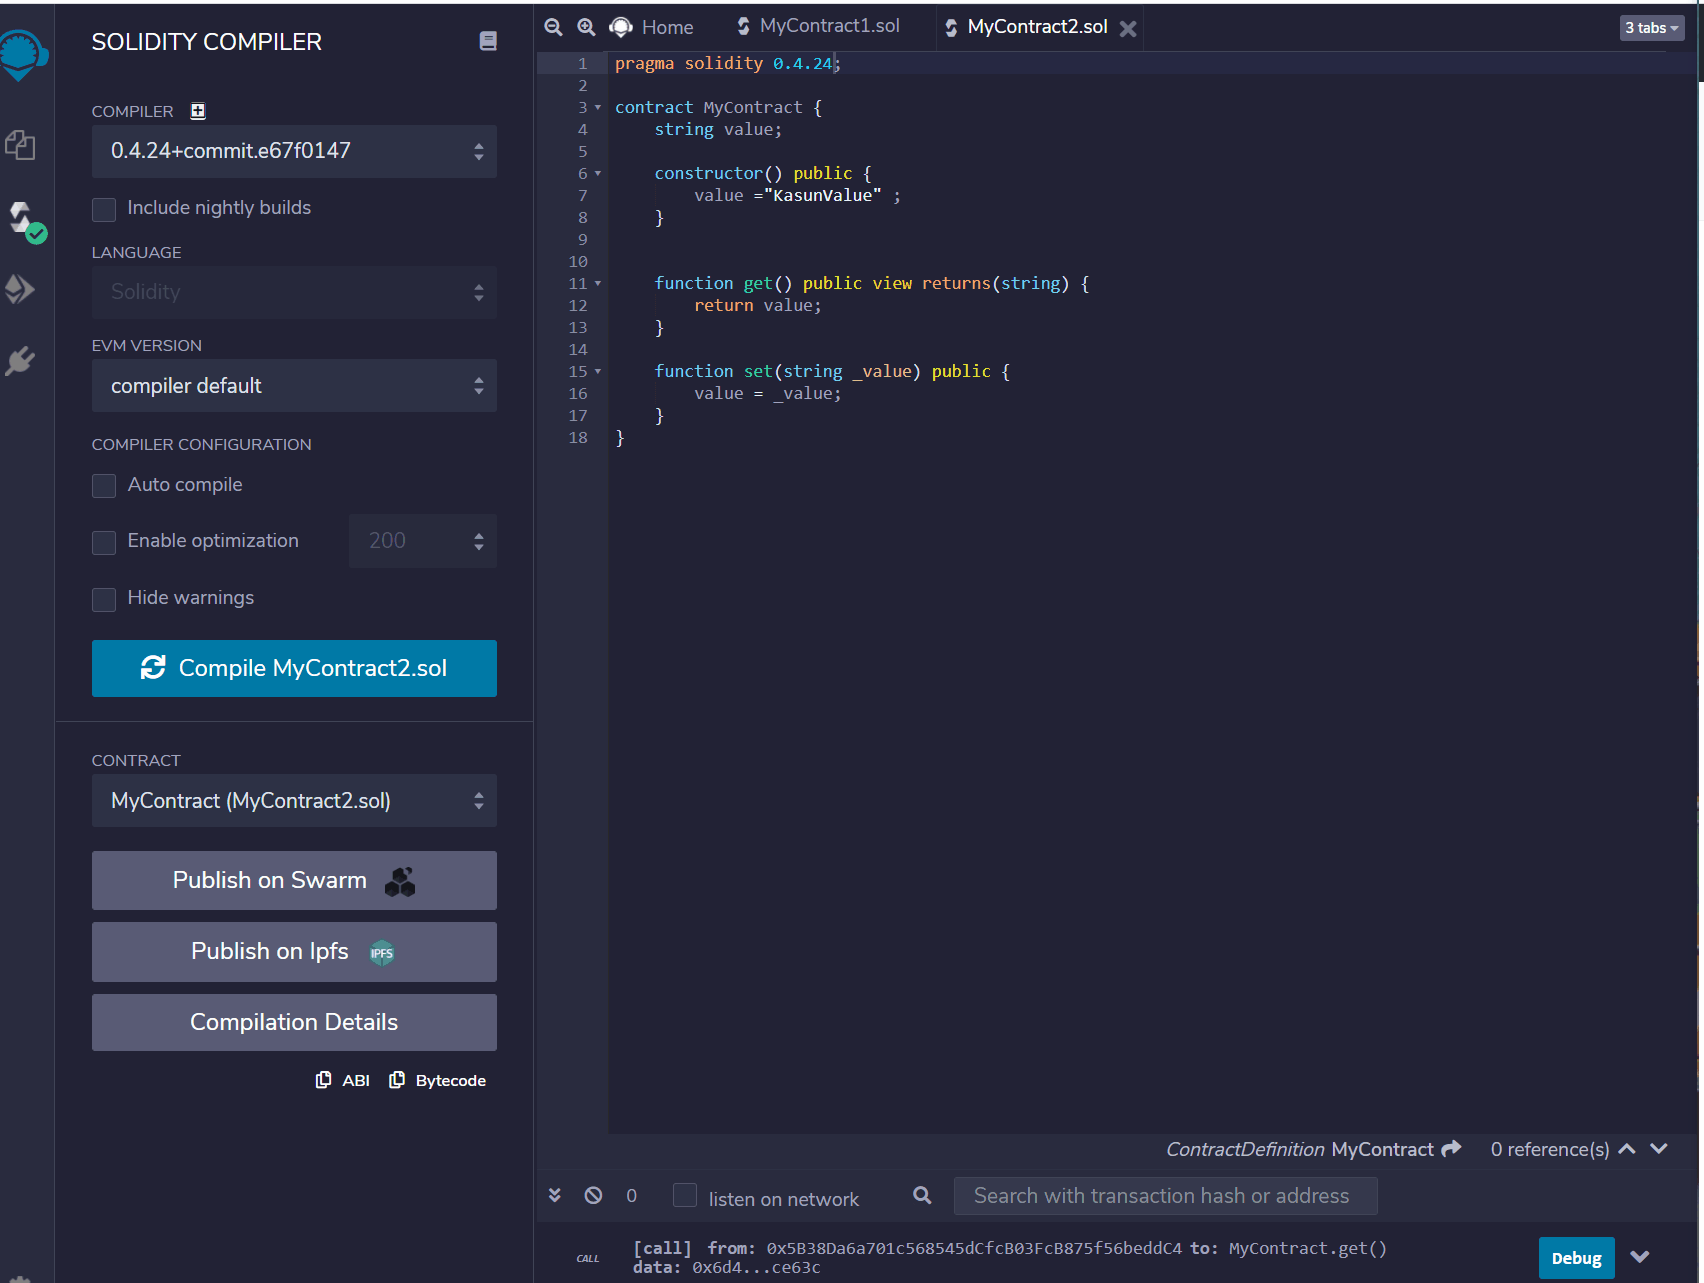 SOLIDITY COMPILER
COMPILER
0.4.24+commit.e67f0147
Include nightly builds
LANGUAGE
Solidity
EVM VERSION
compiler default
COMPILER CONFIGURATION
Auto compile
Enable optimization 200
Hide warnings
Compile MyContract2.sol
CONTRACT
MyContract (MyContract2.sol)
Publish on Swarm
Publish on Ipfs IPFS
Compilation Details
ABI Bytecode
Home MyContract1.sol MyContract2.sol 3 tabs
1 pragma solidity 0.4.24;
2
3 contract MyContract {
4     string value;
5
6     constructor() public {
7         value ="KasunValue" ;
8     }
9
10
11     function get() public view returns(string) {
12         return value;
13     }
14
15     function set(string _value) public {
16         value = _value;
17     }
18 }
ContractDefinition MyContract 0 reference(s)
0 listen on network Search with transaction hash or address
CALL [call] from: 0x5B38Da6a701c568545dCfcB03FcB875f56beddC4 to: MyContract.get()
data: 0x6d4...ce63c
Debug